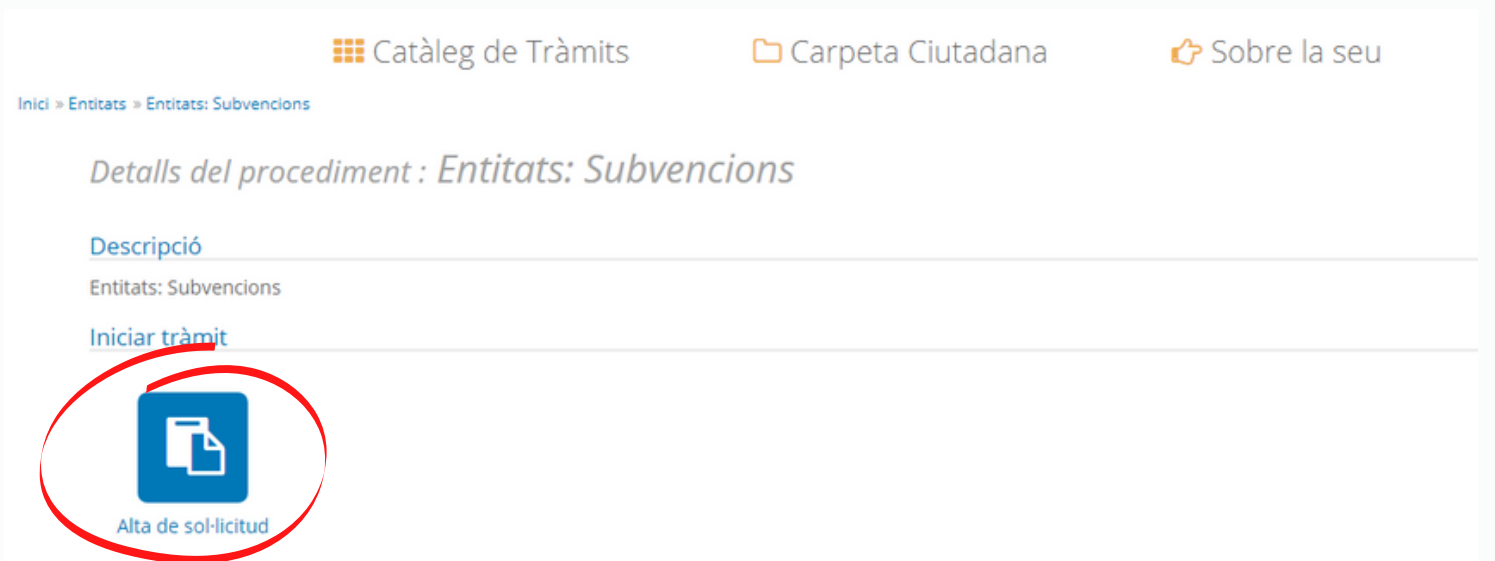 Catàleg de Tràmits Carpeta Ciutadana Sobre la seu
Inici » Entitats » Entitats: Subvencions
Detalls del procediment : Entitats: Subvencions
Descripció
Entitats: Subvencions
Iniciar tràmit
Alta de sol·licitud